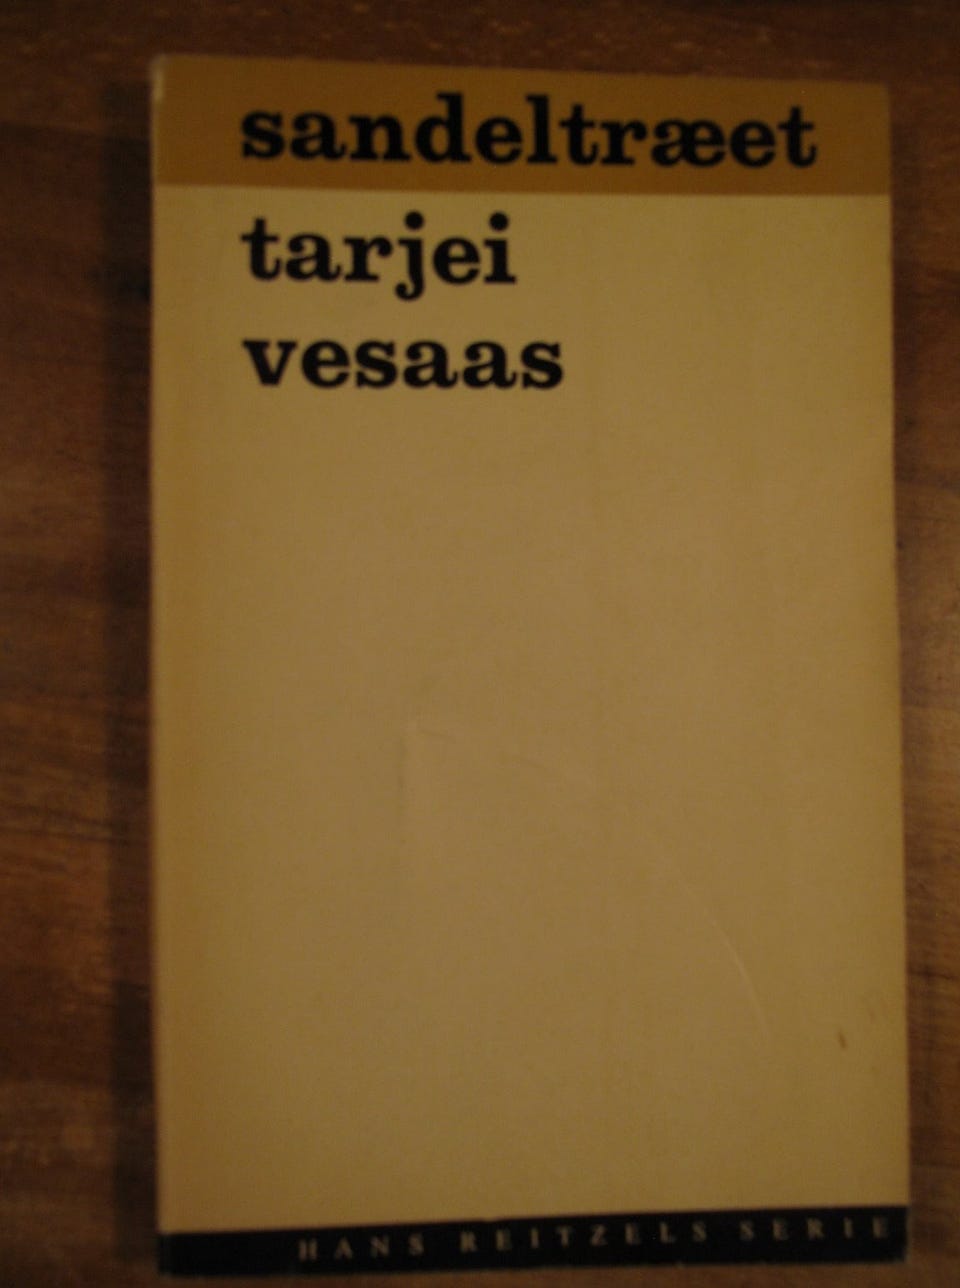 sandeltræet
tarjei
vesaas
HANS REITZELS SERIE